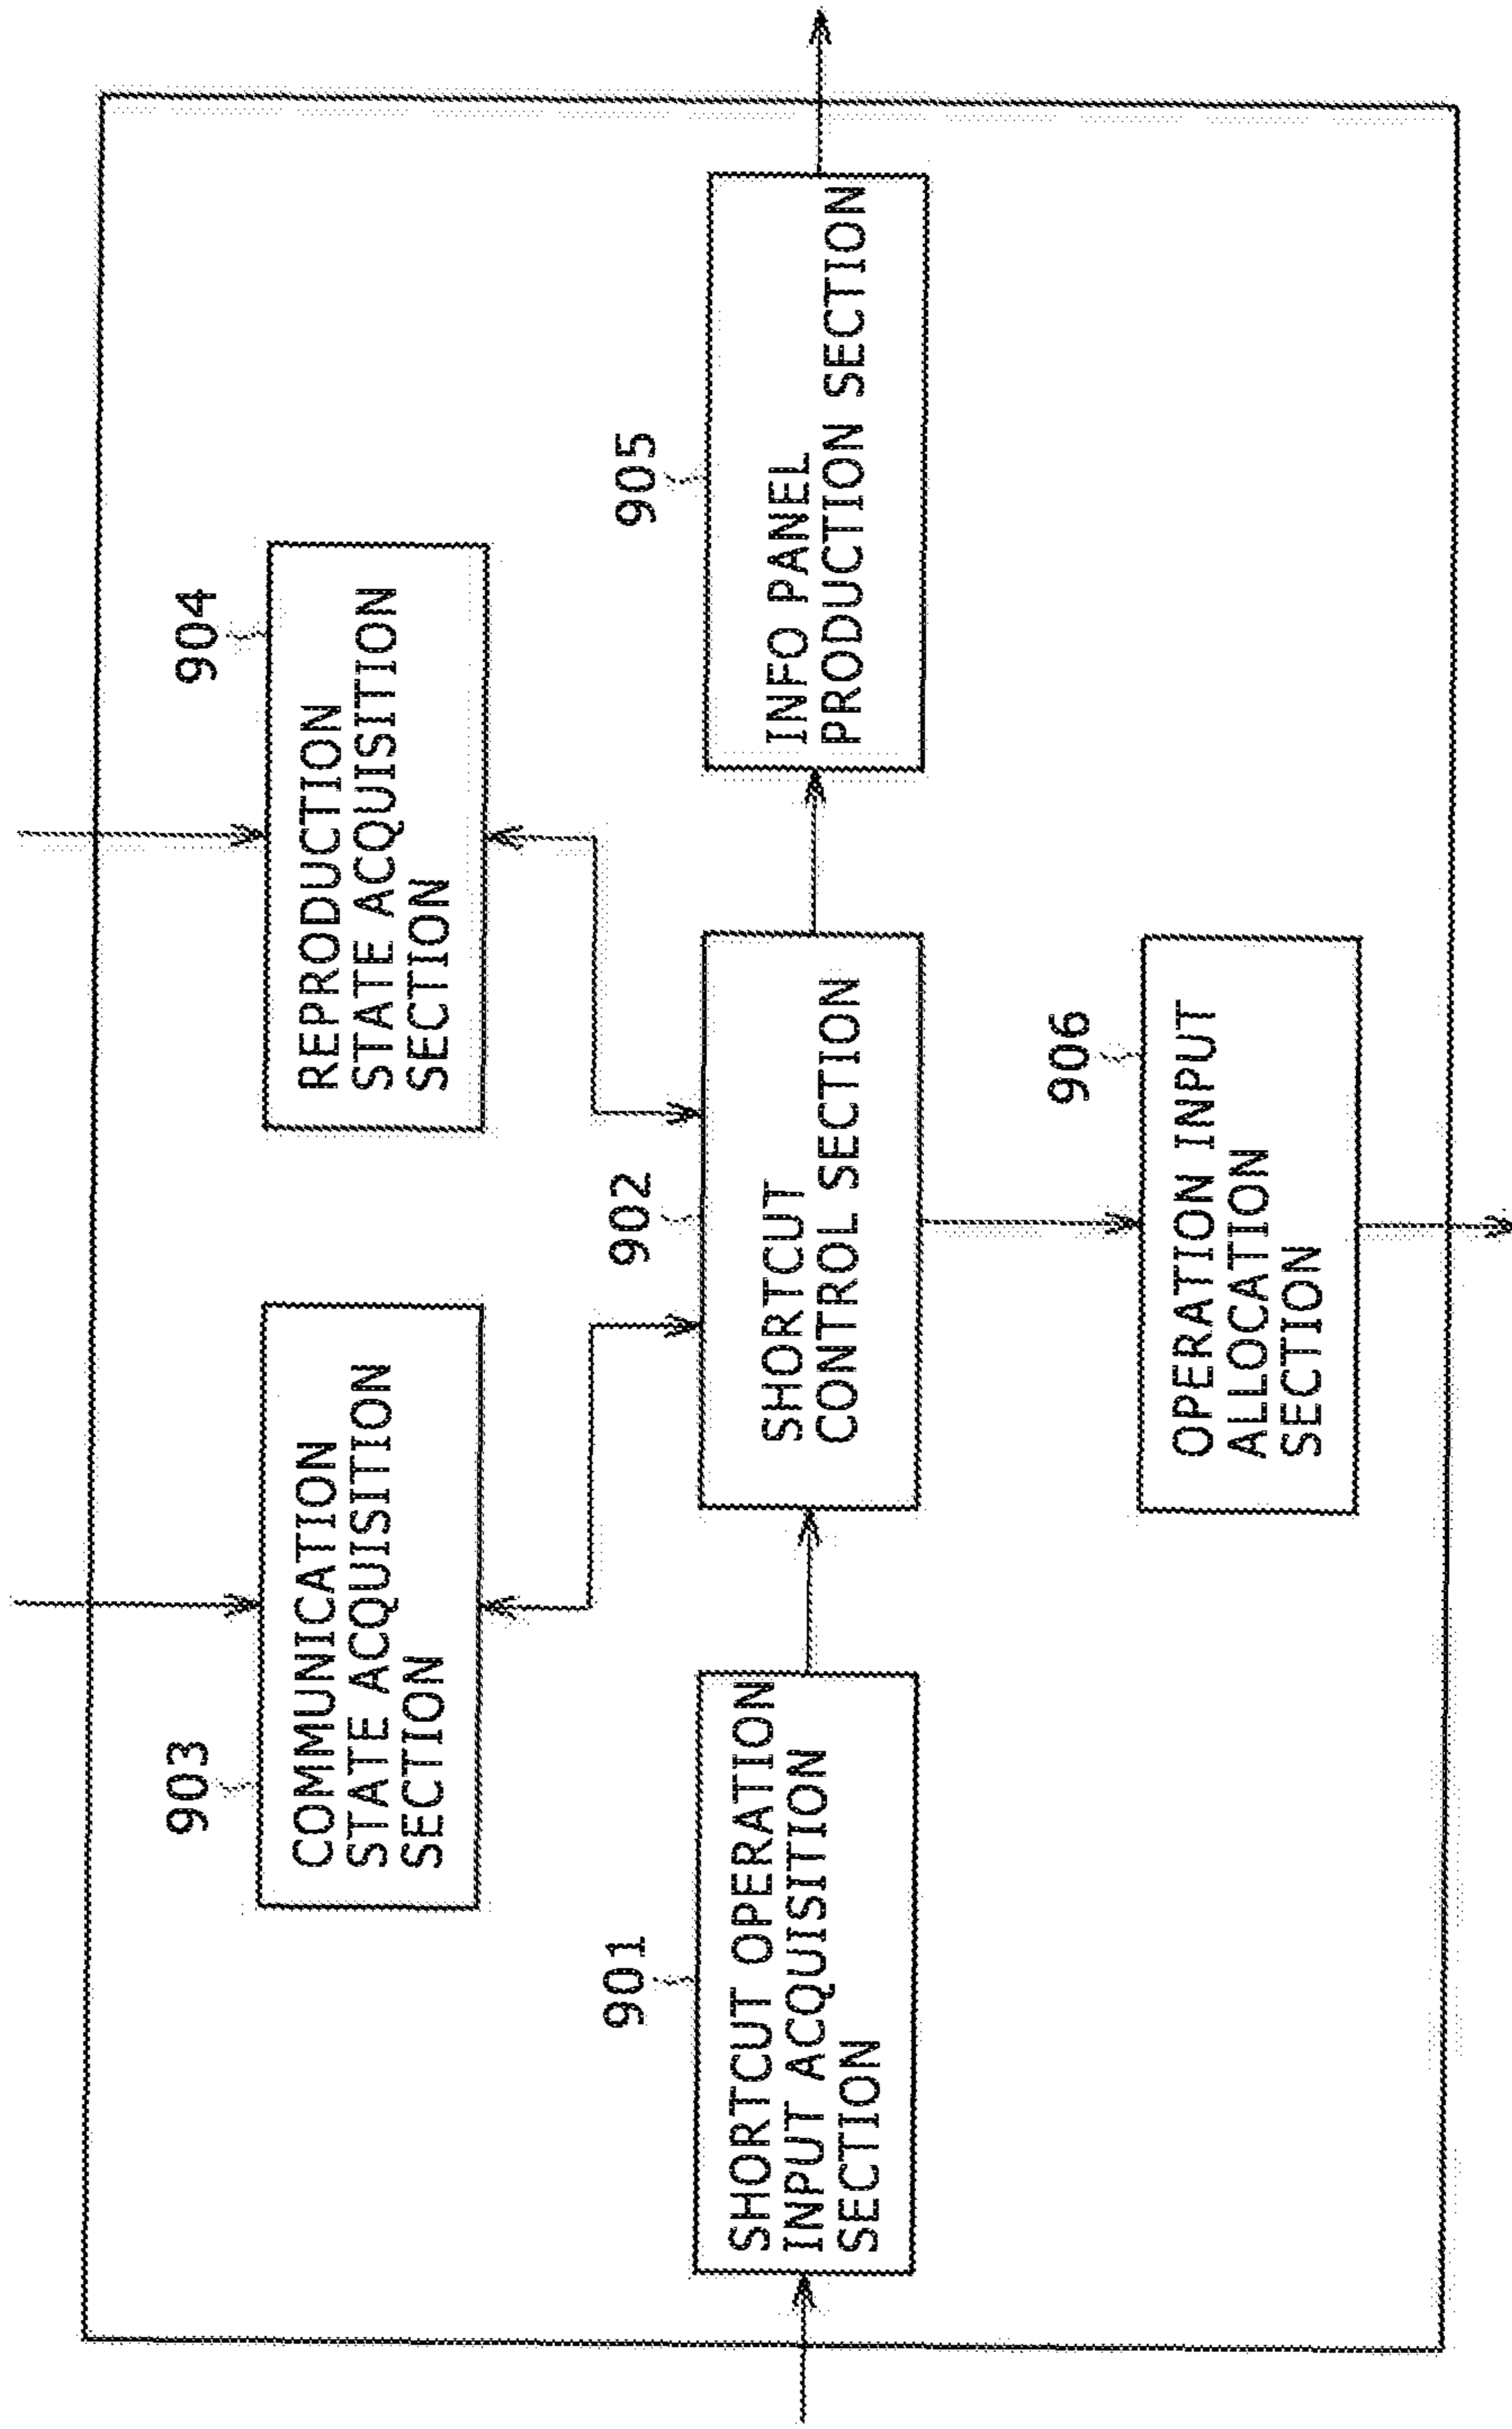 903
COMMUNICATION
STATE ACQUISITION
SECTION
904
REPRODUCTION
STATE ACQUISITION
SECTION
901
SHORTCUT OPERATION
INPUT ACQUISITION
SECTION
902
SHORTCUT
CONTROL SECTION
905
INFO PANEL
PRODUCTION SECTION
906
OPERATION INPUT
ALLOCATION
SECTION